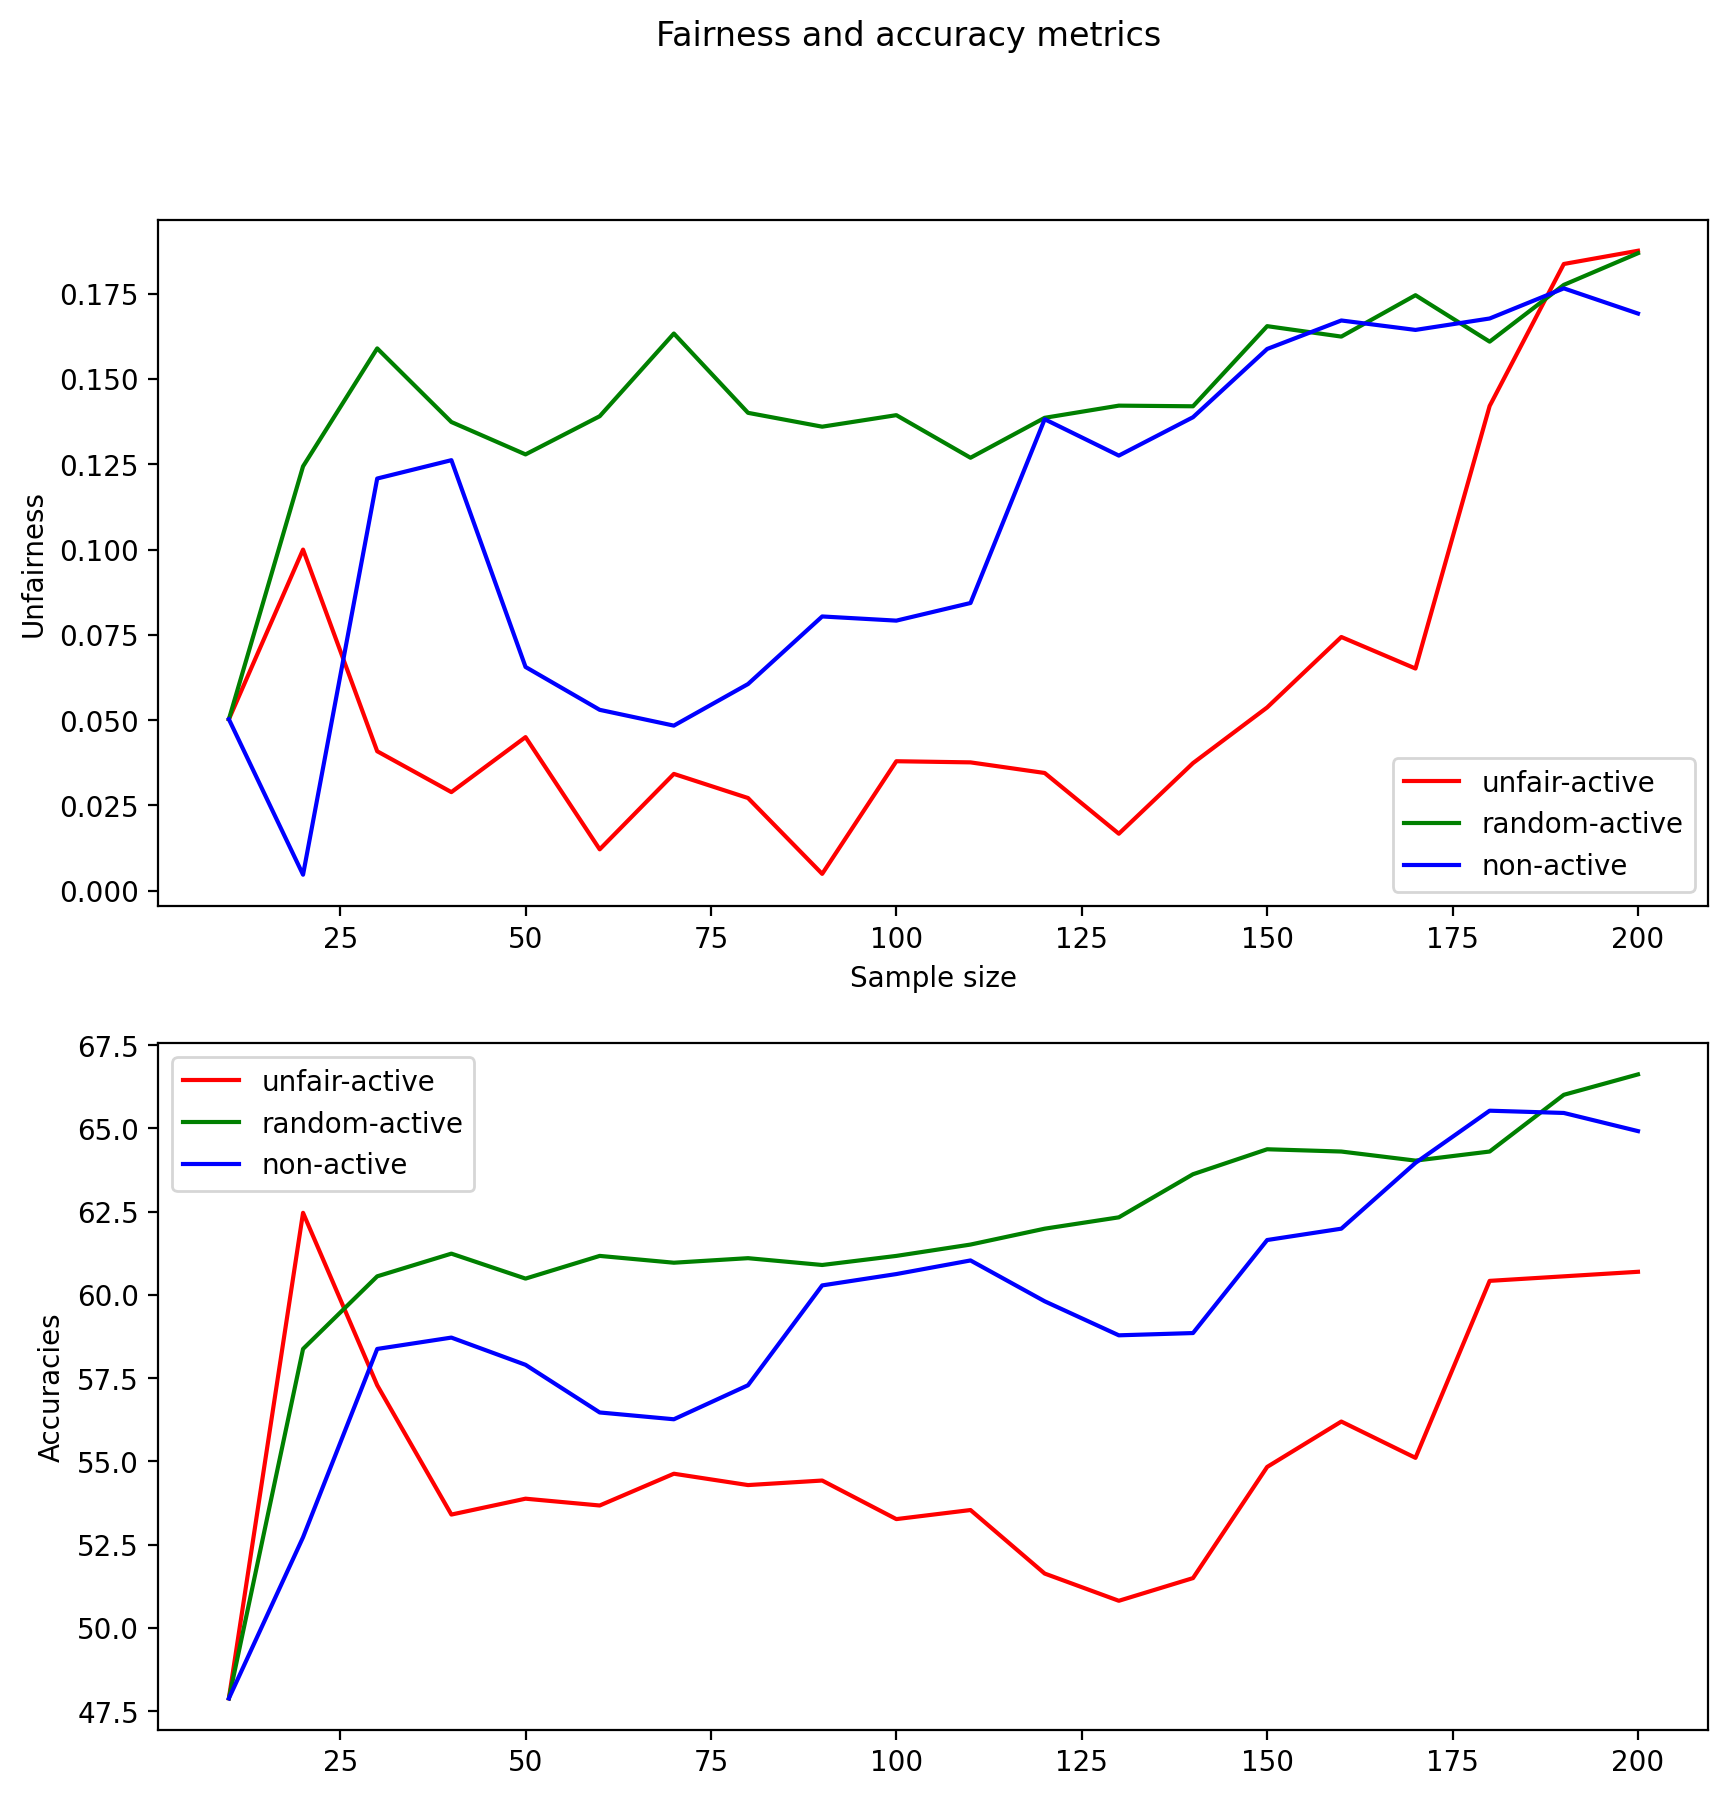 Fairness and accuracy metrics
0.175
0.150
0.125
0.100
0.075
0.050
0.025
0.000
Unfairness
unfair-active
random-active
non-active
25 50 75 100 125 150 175 200
Sample size
67.5
65.0
62.5
60.0
57.5
55.0
52.5
50.0
47.5
Accuracies
unfair-active
random-active
non-active
25 50 75 100 125 150 175 200